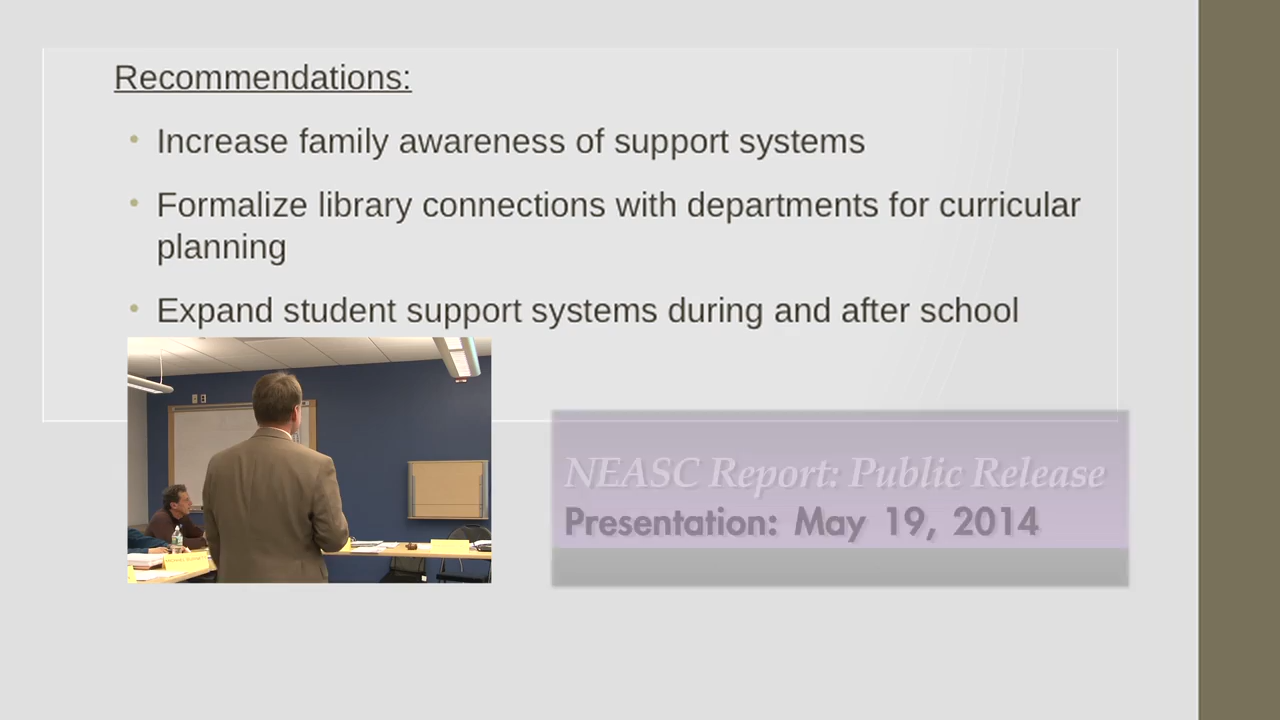 Recommendations:
• Increase family awareness of support systems
• Formalize library connections with departments for curricular
planning
• Expand student support systems during and after school
NEASC Report: Public Release
Presentation: May 19, 2014